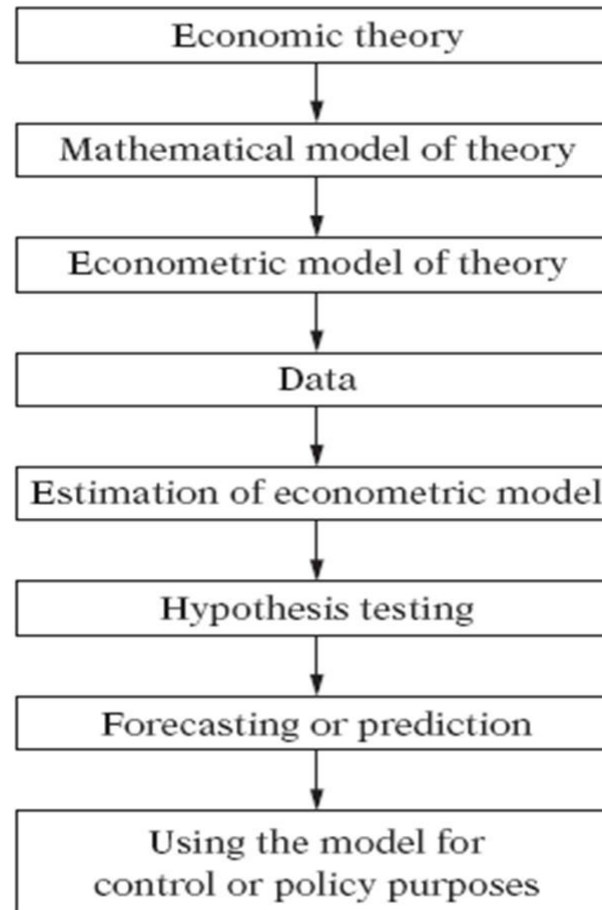 Economic theory
Mathematical model of theory
Econometric model of theory
Data
Estimation of econometric model
Hypothesis testing
Forecasting or prediction
Using the model for
control or policy purposes